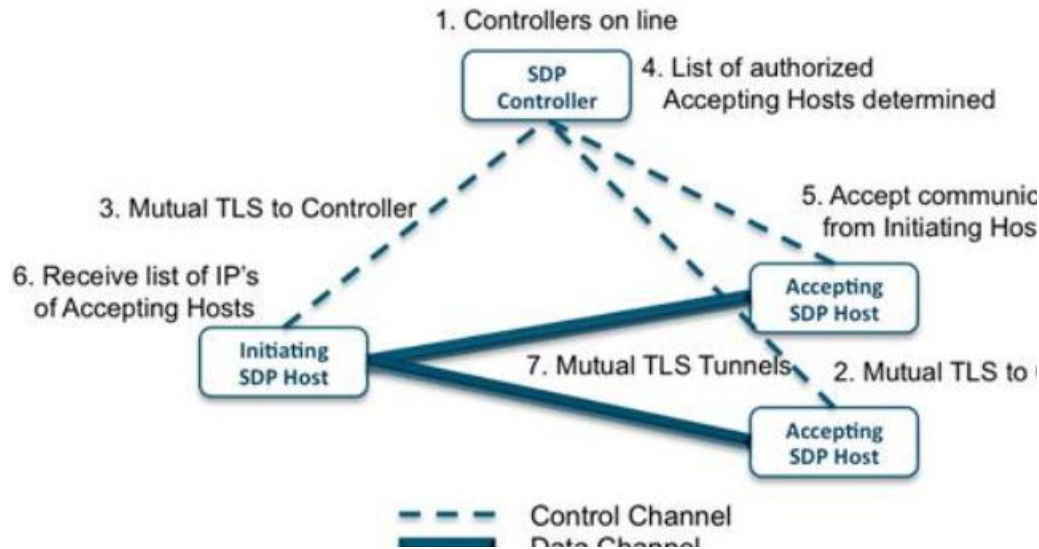 1. Controllers on line
SDP
Controller
4. List of authorized
Accepting Hosts determined
3. Mutual TLS to Controller
5. Accept communic
from Initiating Hos
6. Receive list of IP's
of Accepting Hosts
Accepting
SDP Host
Initiating
SDP Host
7. Mutual TLS Tunnels
2. Mutual TLS to
Accepting
SDP Host
Control Channel
Data Channel